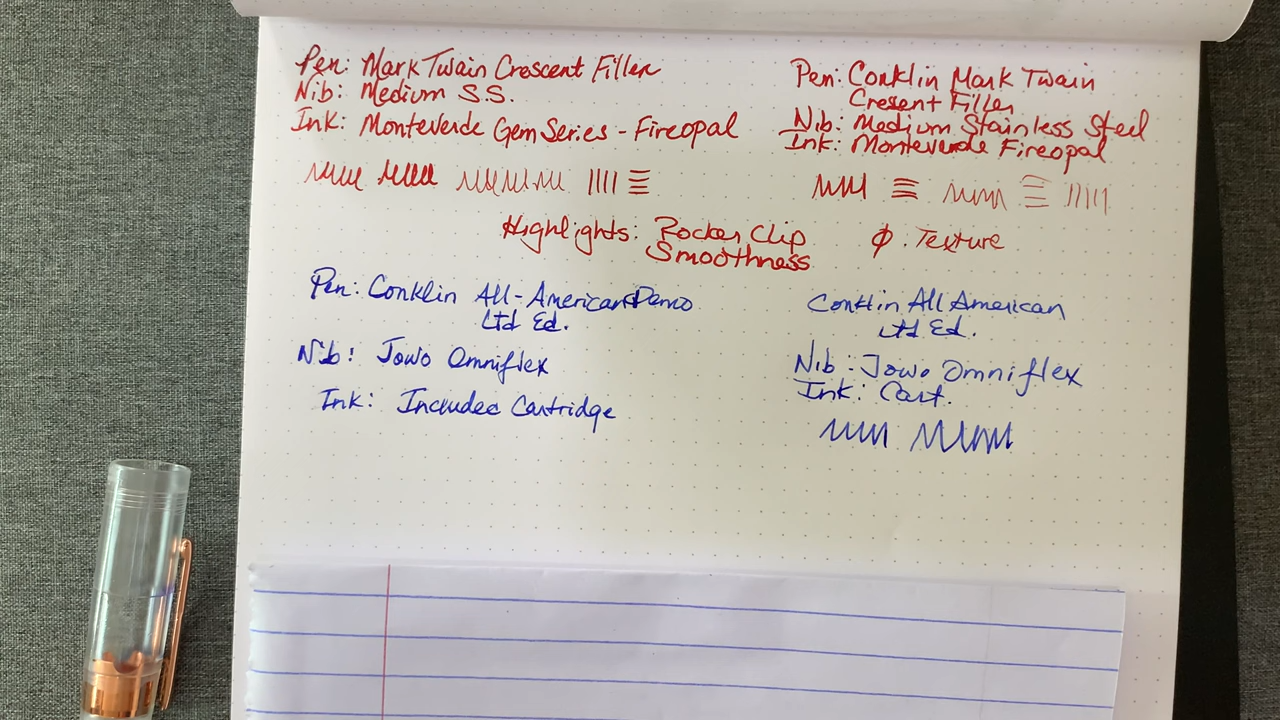 Pen: Mark Twain Crescent Filler
Nib: Medium S.S.
Ink: Monteverde Gem Series - Fireopal
Pen: Conklin Mark Twain
Cresent Filler
Nib: Medium Stainless Steel
Ink: Monteverde Fireopal
Highlights: Rocker Clip
Smoothness
φ. Texture
Pen: Conklin All-American Demo
Ltd Ed.
Nib: Jowo Omniflex
Ink: Includec Cartridge
Conklin All American
Ltd Ed.
Nib: Jowo Omniflex
Ink: Cart.